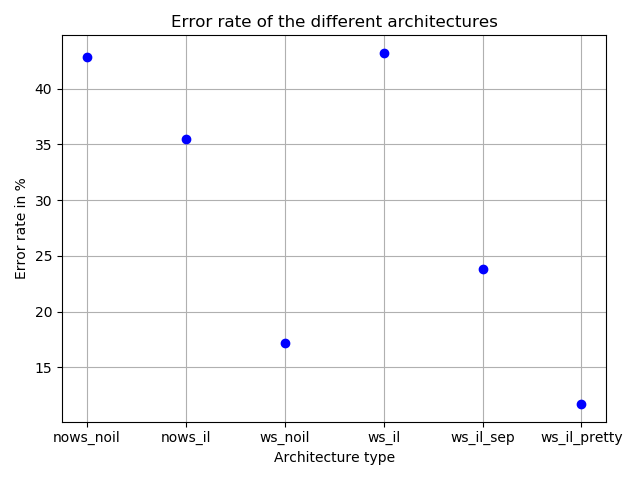 Error rate of the different architectures
Error rate in %
40
35
30
25
20
15
nows_noil nows_il ws_noil ws_il ws_il_sep ws_il_pretty
Architecture type